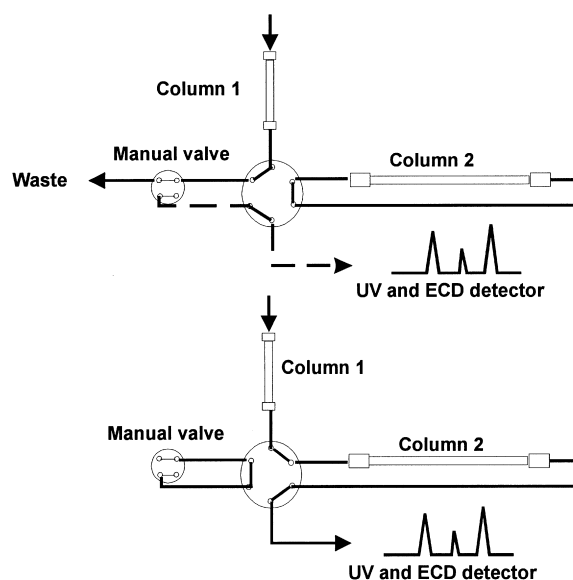 Column 1
Manual valve
Column 2
Waste
UV and ECD detector
Column 1
Manual valve
Column 2
UV and ECD detector